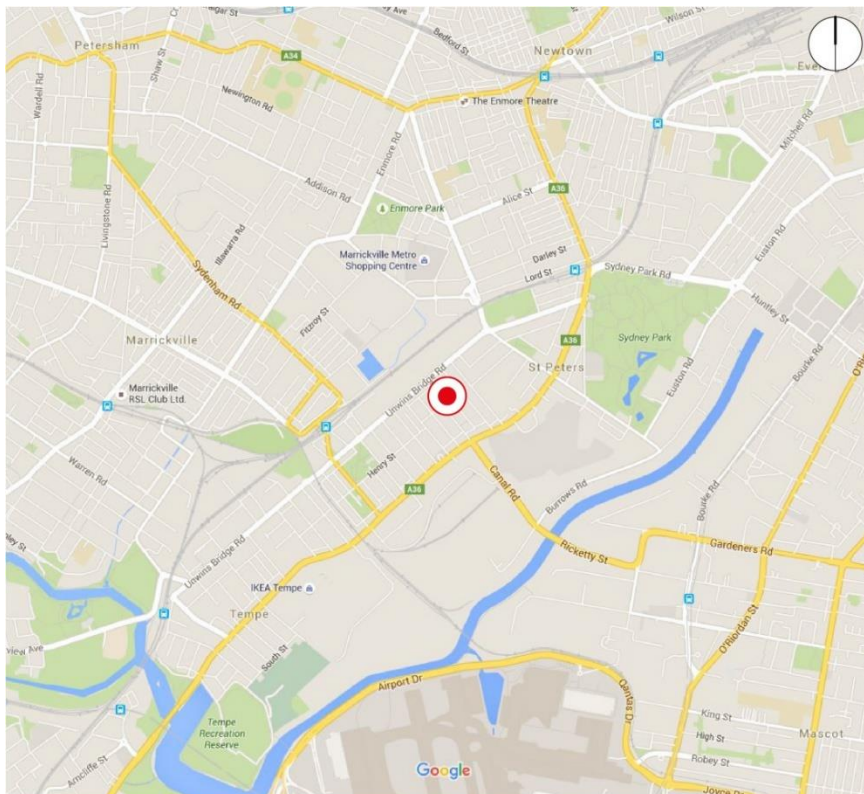 Petersham
Shaw St
Bedford St
Wilson St
Newtown
A34
Wardell Rd
Newington Rd
The Enmore Theatre
Mitchell Rd
Enmore Rd
Addison Rd
Livingstone Rd
A36
Alice St
Enmore Park
Illawarra Rd
Euston Rd
Marrickville Metro
Shopping Centre
Darley St
Lord St
Sydney Park Rd
Sydenham Rd
Huntley St
Fitzroy St
Marrickville
A36
Sydney Park
St Peters
Euston Rd
Bourke Rd
Unwins Bridge Rd
Marrickville
RSL Club Ltd.
Warren Rd
Henry St
A36
Canal Rd
Burrows Rd
Bourke Rd
Ricketty St
Gardeners Rd
Unwins Bridge Rd
IKEA Tempe
Tempe
O'Riordan St
South St
Airport Dr
Qantas Dr
Tempe
Recreation
Reserve
King St
High St
Mascot
Robey St
Arncliffe St
Google